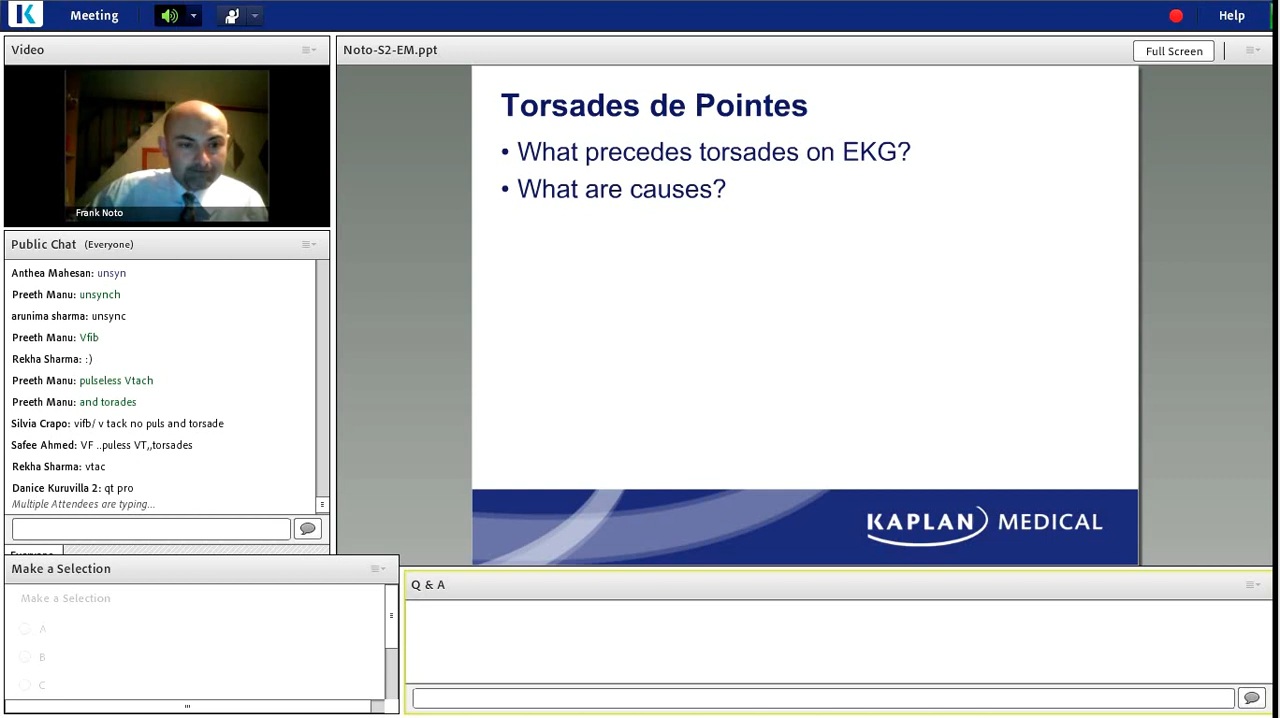 Meeting
Help
Video
Frank Noto
Public Chat (Everyone)
Anthea Mahesan: unsyn
Preeth Manu: unsynch
arunima sharma: unsync
Preeth Manu: Vfib
Rekha Sharma: :)
Preeth Manu: pulseless Vtach
Preeth Manu: and torades
Silvia Crapo: vifb/ v tack no puls and torsade
Safee Ahmed: VF ..puless VT,,torsades
Rekha Sharma: vtac
Danice Kuruvilla 2: qt pro
Multiple Attendees are typing...
Everyone
Make a Selection
Make a Selection
A
B
C
Noto-S2-EM.ppt
Full Screen
Torsades de Pointes
• What precedes torsades on EKG?
• What are causes?
KAPLAN MEDICAL
Q & A